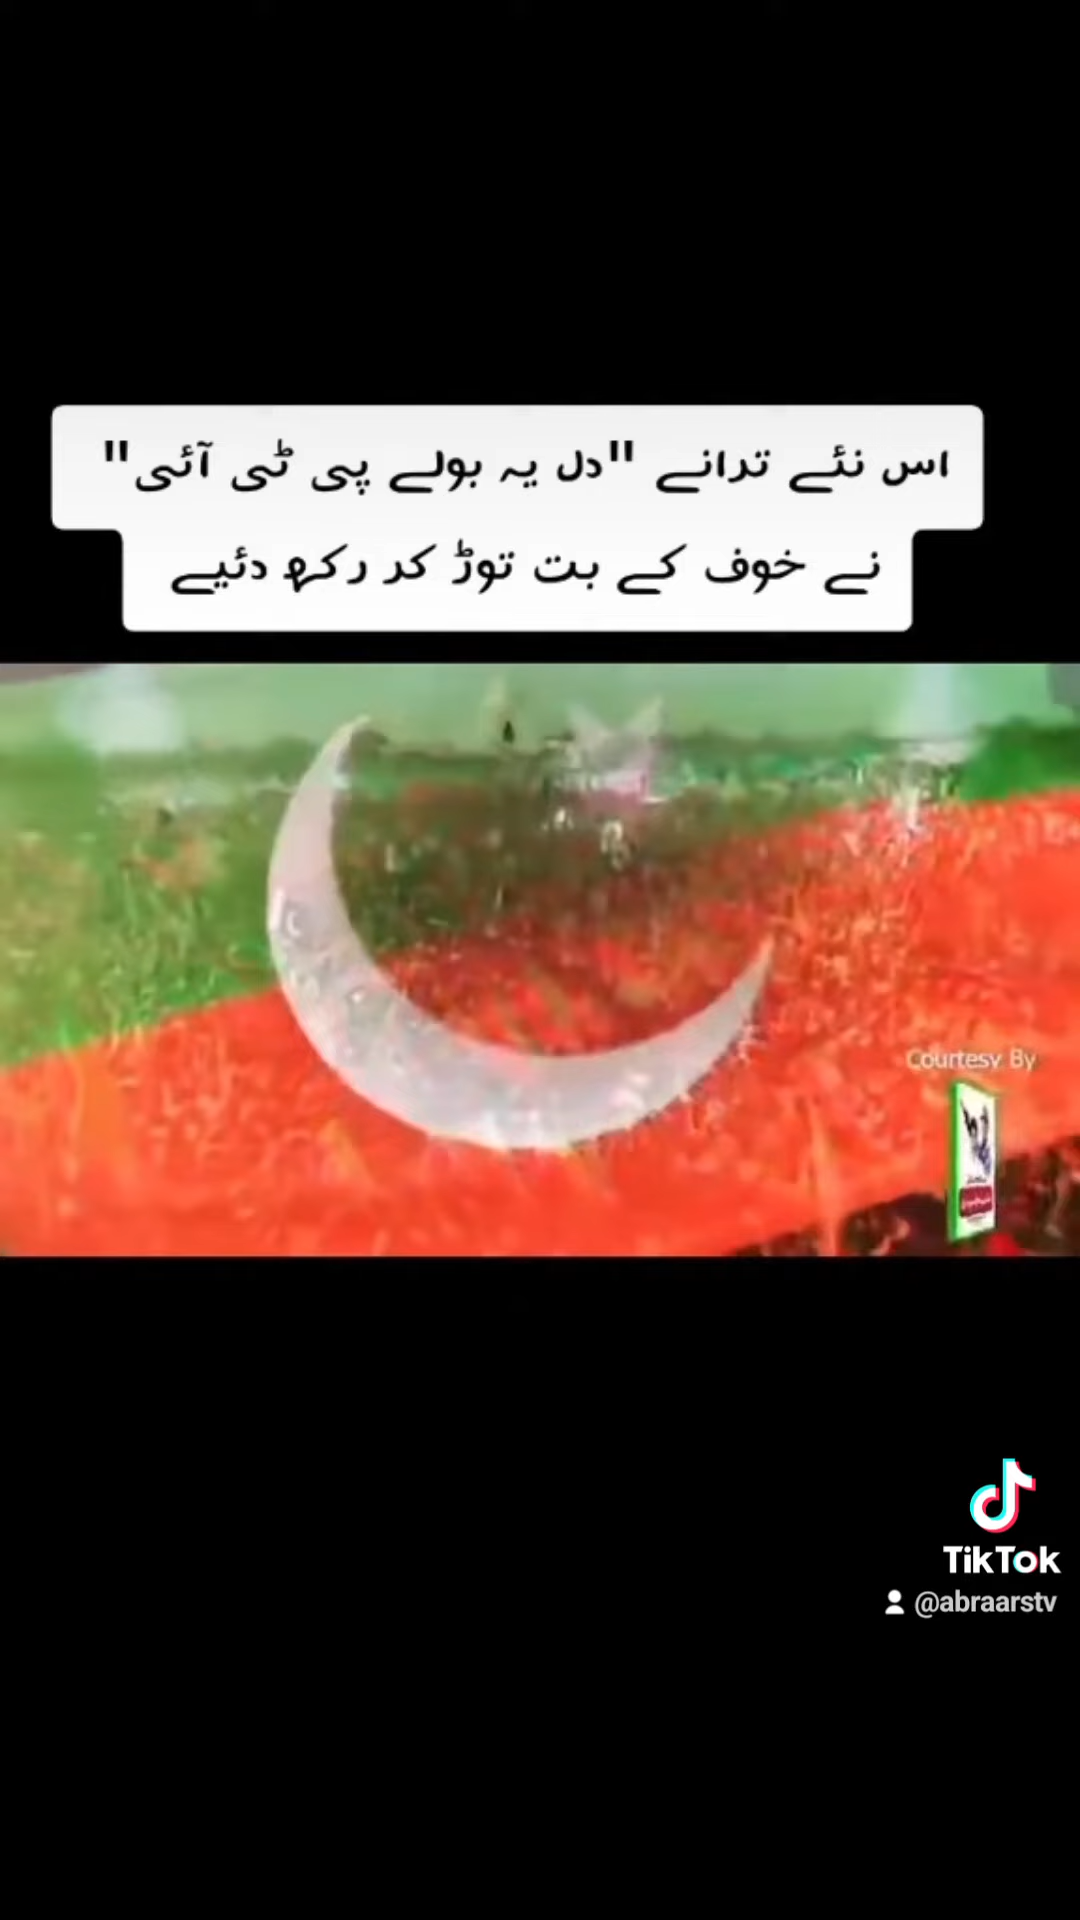 اس نئے ترانے "دل یہ بولے پی ٹی آئی"
نے خوف کے بت توڑ کر رکھ دئیے
Courtesy By
TikTok
@abraarstv